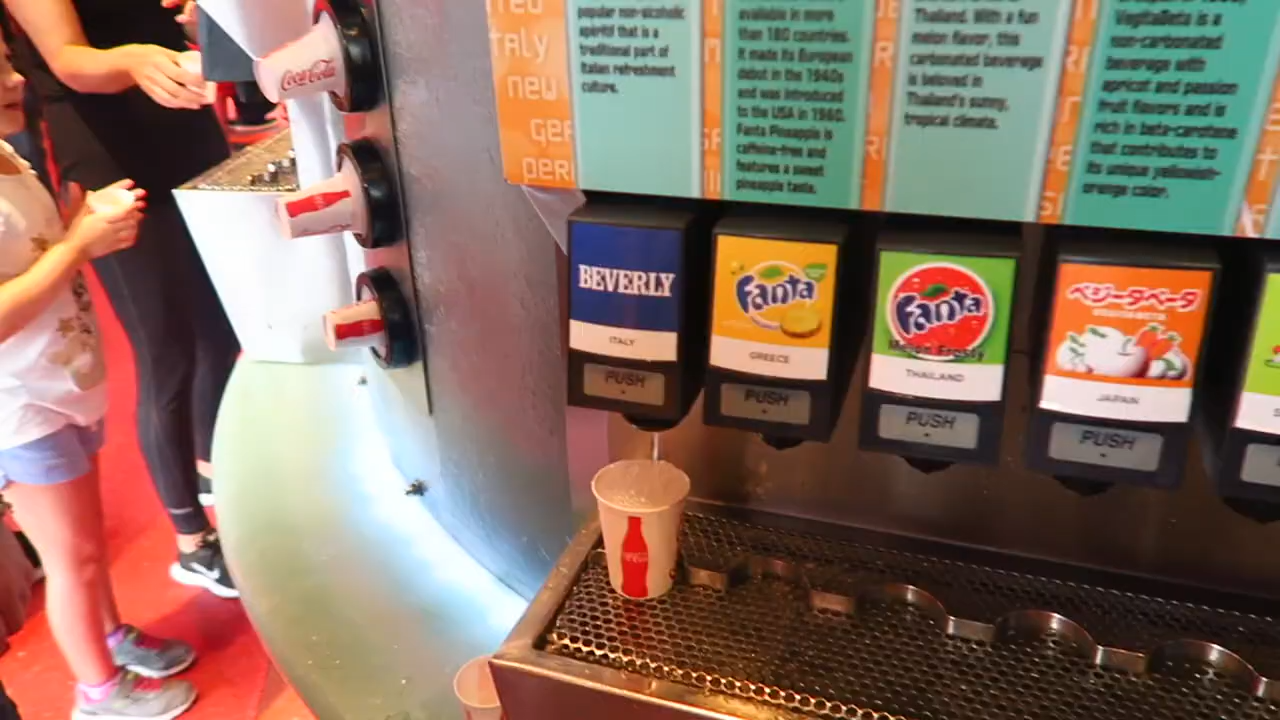 Italy
new
GER
PERU
popular non-alcoholic
aperitif that is a
traditional part of
Italian refreshment
culture.
available in more
than 180 countries.
It made its European
debut in the 1940s
and was introduced
to the USA in 1960.
Fanta Pineapple is
caffeine-free and
features a sweet
pineapple taste.
Thailand. With a fun
melon flavor, this
carbonated beverage
is beloved in
Thailand's sunny,
tropical climate.
VegitaBeta is a
non-carbonated
beverage with
apricot and passion
fruit flavors and is
rich in beta-carotene
that contributes to
its unique yellowish-
orange color.
Coca-Cola
BEVERLY
ITALY
PUSH
Fanta
GREECE
PUSH
Fanta
Melon Frosty
THAILAND
PUSH
ベジータベータ
VEGITABETA
JAPAN
PUSH